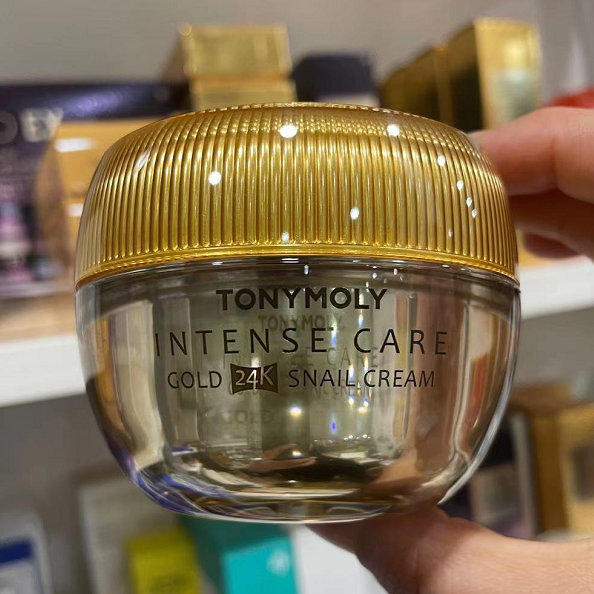 TONYMOLY
INTENSE CARE
GOLD 24K SNAIL CREAM